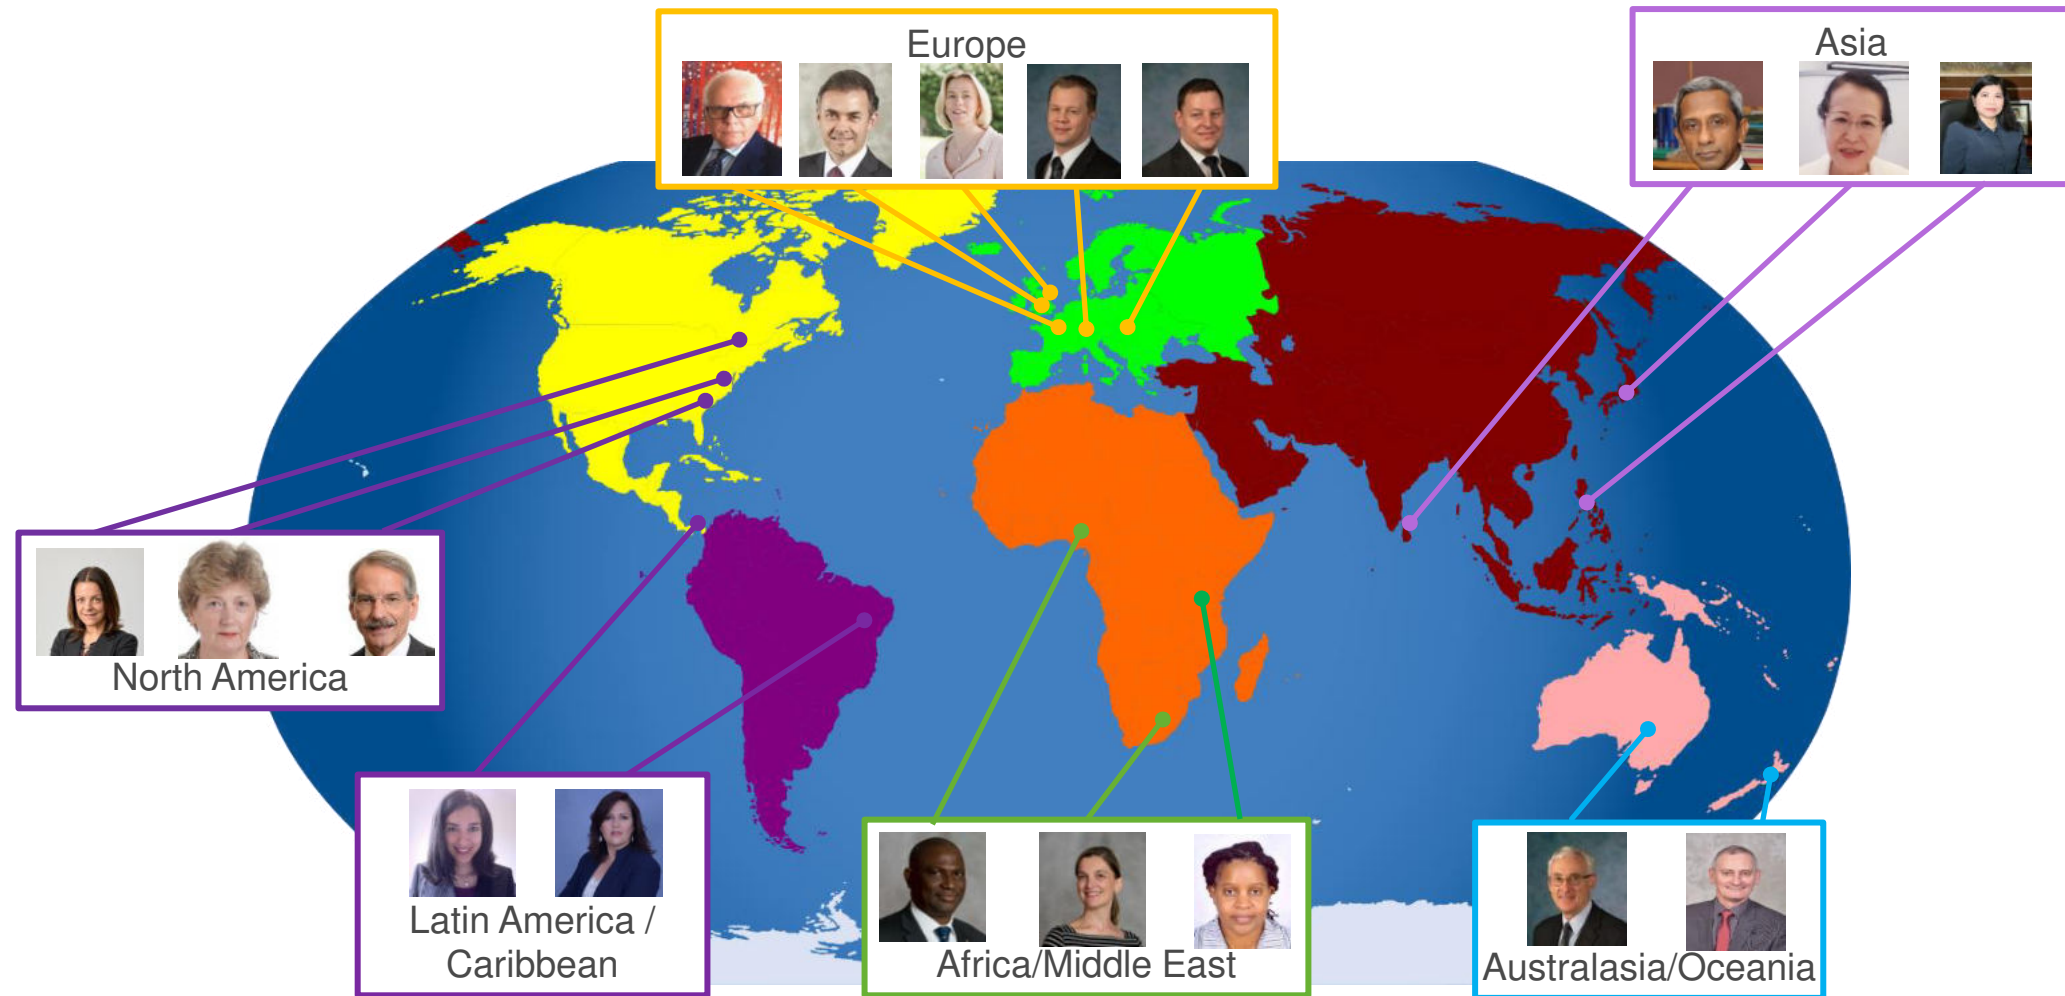 Europe
Asia
North America
Latin America /
Caribbean
Africa/Middle East
Australasia/Oceania